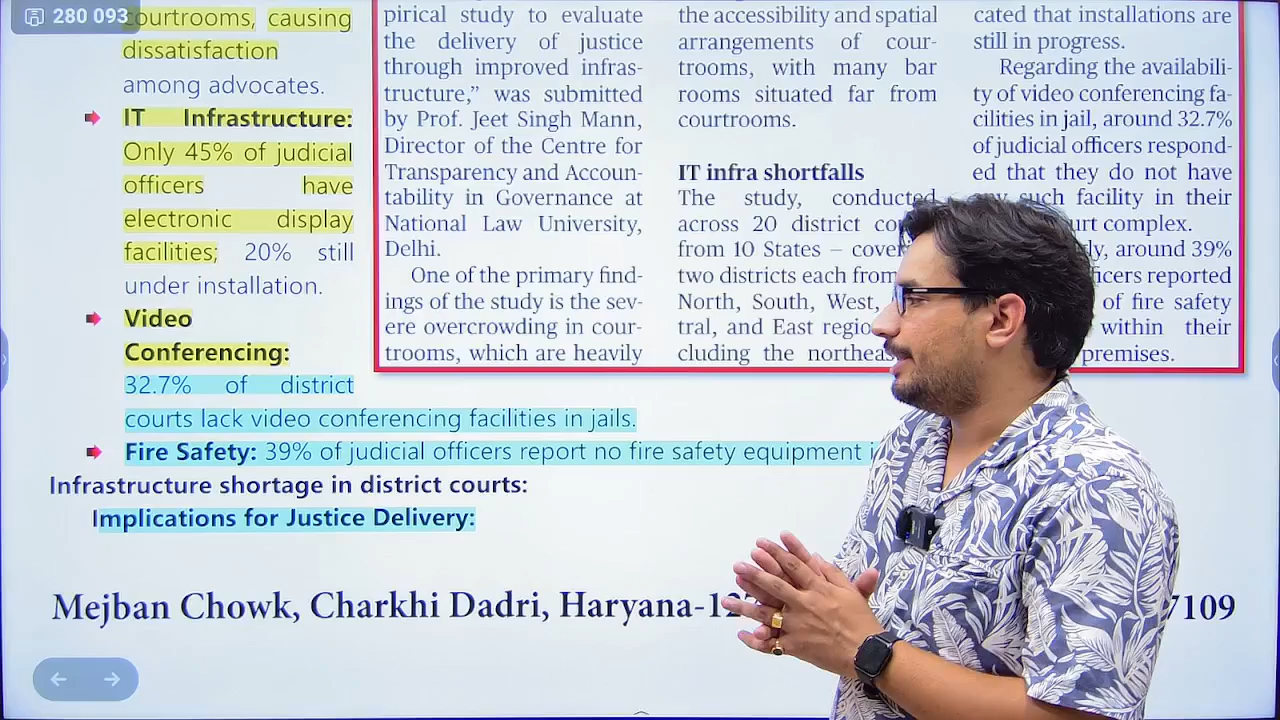 280 093
courtrooms, causing
dissatisfaction
among advocates.
IT Infrastructure:
Only 45% of judicial
officers have
electronic display
facilities; 20% still
under installation.
Video
Conferencing:
32.7% of district
courts lack video conferencing facilities in jails.
Fire Safety: 39% of judicial officers report no fire safety equipment
Infrastructure shortage in district courts:
Implications for Justice Delivery:
pirical study to evaluate
the delivery of justice
through improved infras-
tructure,” was submitted
by Prof. Jeet Singh Mann,
Director of the Centre for
Transparency and Accoun-
tability in Governance at
National Law University,
Delhi.
One of the primary find-
ings of the study is the sev-
ere overcrowding in cour-
trooms, which are heavily
the accessibility and spatial
arrangements of cour-
trooms, with many bar
rooms situated far from
courtrooms.
IT infra shortfalls
The study, conducted
across 20 district
from 10 States –
two districts each from
North, South, West,
tral, and East
cluding the
cated that installations are
still in progress.
Regarding the availabili-
ty of video conferencing fa-
cilities in jail, around 32.7%
of judicial officers respond-
ed that they do not have
any such facility in their
complex.
around 39%
reported
of fire safety
within their
premises.
Mejban Chowk, Charkhi Dadri, Haryana-12 7109